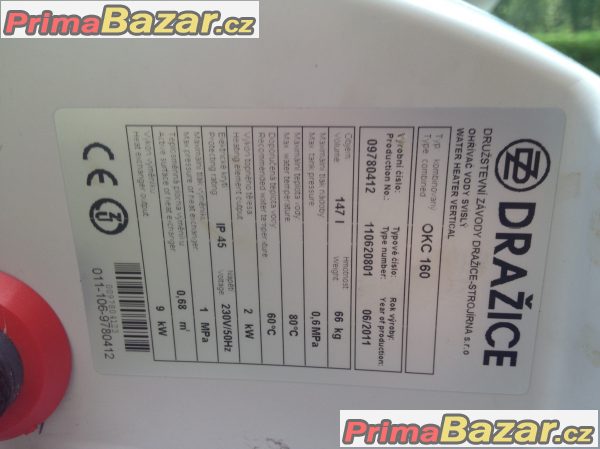 PrimaBazar.cz
DRAŽICE
DRUŽSTEVNÍ ZÁVODY DRAŽICE-STROJÍRNA s.r.o
OHŘÍVAČ VODY SVISLÝ
WATER HEATER VERTICAL
Typ kombinovaný
Type combined
OKC 160
Výrobní číslo: Typové číslo: Rok výroby:
Production No.: Type number: Year of production:
09780412 110620801 06/2011
Objem Hmotnost
Volume 147 l Weight 66 kg
Maximální tlak nádoby
Max. tank pressure 0,6 MPa
Maximální teplota vody
Max. water temperature 80°C
Doporučená teplota vody
Recommended water temperature 60°C
Výkon topného tělesa
Heating element output 2 kW
Elektrické krytí Napětí
IP 45 Voltage 230V/50Hz
Maximální tlak výměníku
Max pressure of heat exchanger 1 MPa
Teplosměnná plocha výměníku
Active surface of heat exchanger 0,68 m²
Výkon výměníku
Heat exchanger output 9 kW
CE
011-106-9780412
PrimaBazar.cz